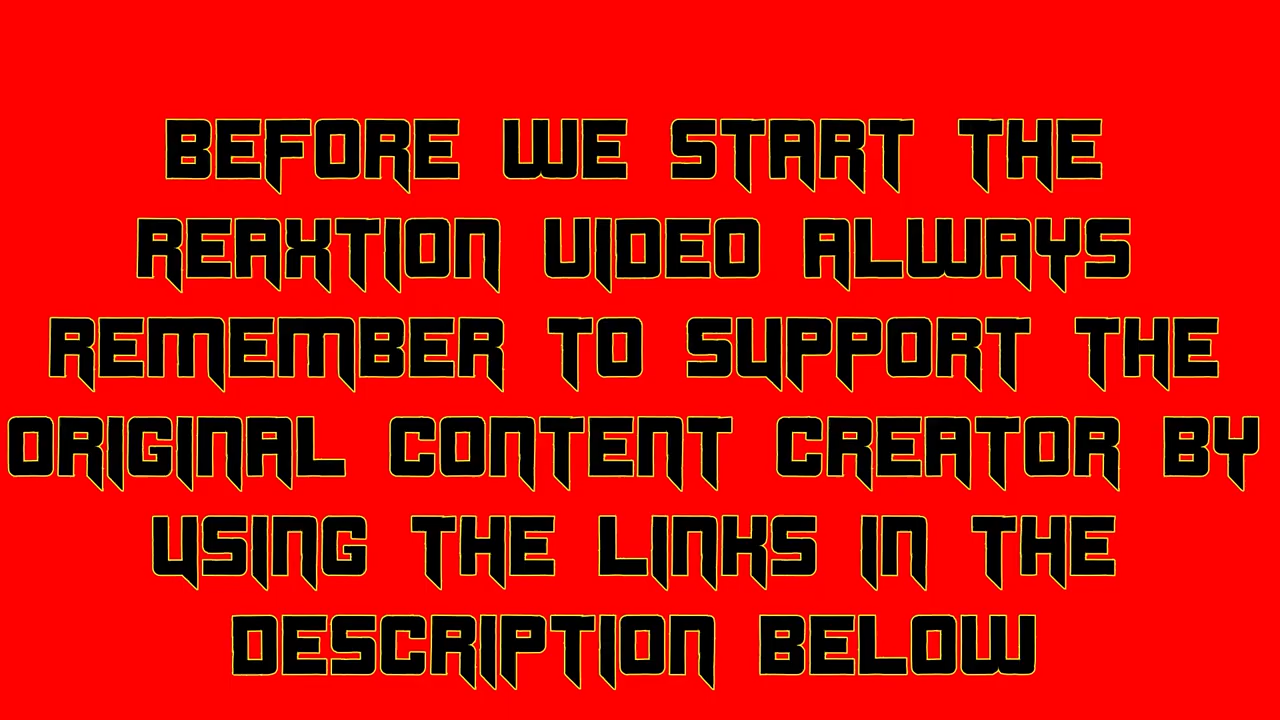 BEFORE WE START THE
REAXTION VIDEO ALWAYS
REMEMBER TO SUPPORT THE
ORIGINAL CONTENT CREATOR BY
USING THE LINKS IN THE
DESCRIPTION BELOW